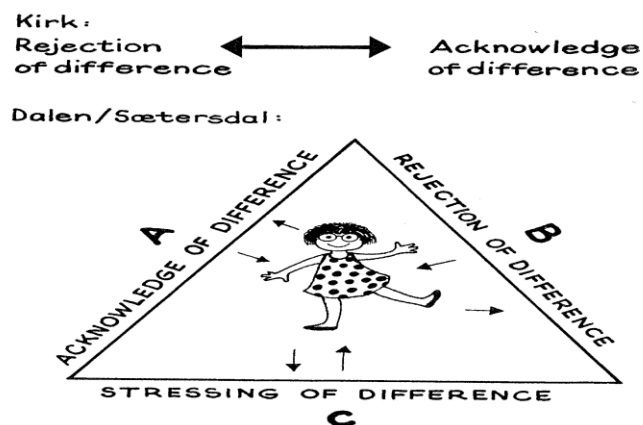 Kirk:
Rejection
of difference
Acknowledge
of difference
Dalen/Sætersdal:
A
ACKNOWLEDGE OF DIFFERENCE
REJECTION OF DIFFERENCE
B
STRESSING OF DIFFERENCE
C